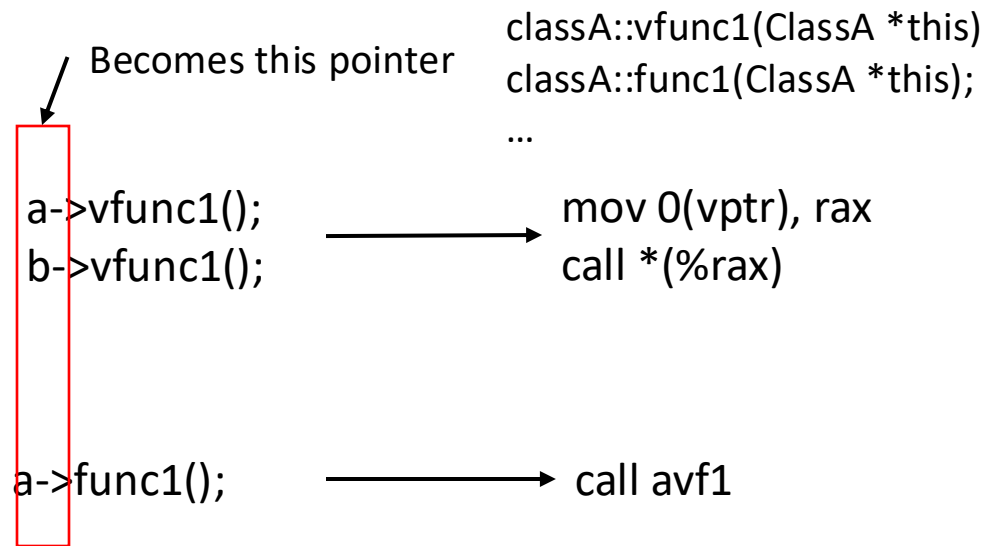 Becomes this pointer
classA::vfunc1(ClassA *this)
classA::func1(ClassA *this);
…
a->vfunc1();
b->vfunc1();
mov 0(vptr), rax
call *(%rax)
a->func1();
call avf1